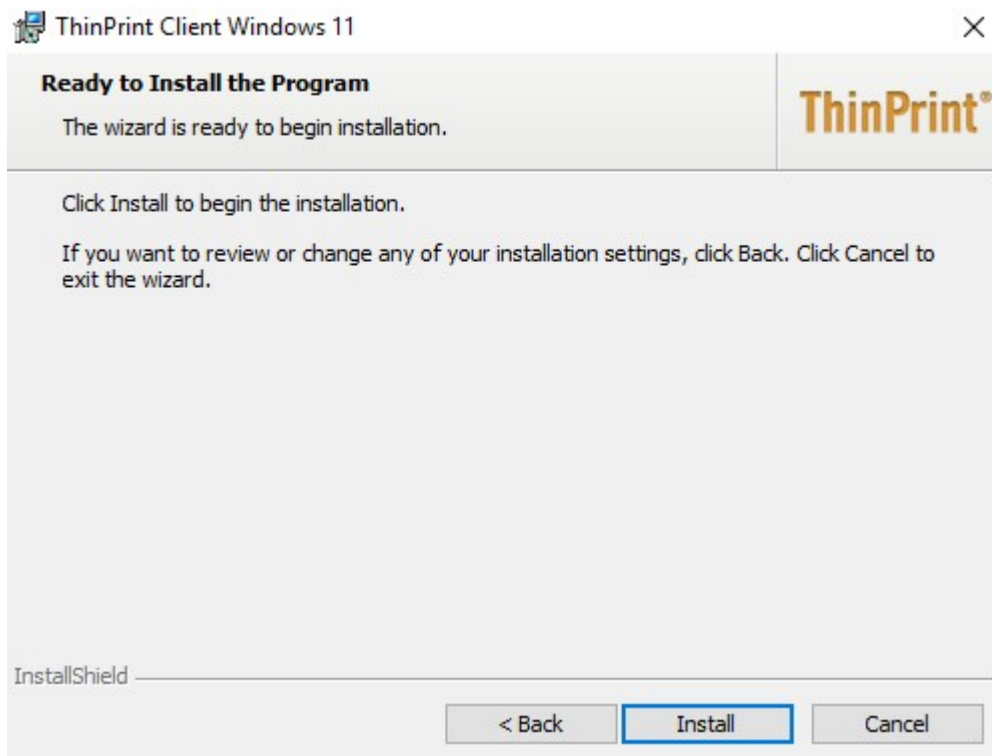 ThinPrint Client Windows 11
Ready to Install the Program
The wizard is ready to begin installation.
ThinPrint®
Click Install to begin the installation.
If you want to review or change any of your installation settings, click Back. Click Cancel to
exit the wizard.
InstallShield
< Back
Install
Cancel